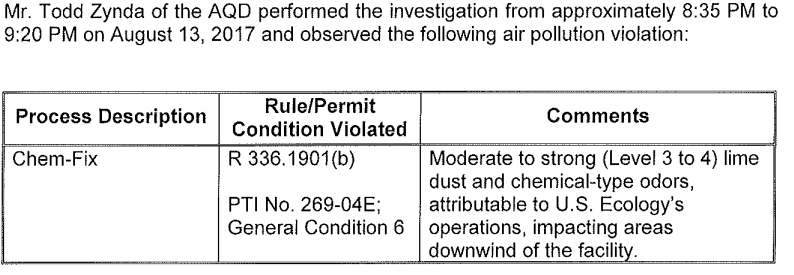 Mr. Todd Zynda of the AQD performed the investigation from approximately 8:35 PM to
9:20 PM on August 13, 2017 and observed the following air pollution violation:
Process Description
Rule/Permit
Condition Violated
Comments
Chem-Fix
R 336.1901(b)
PTI No. 269-04E;
General Condition 6
Moderate to strong (Level 3 to 4) lime
dust and chemical-type odors,
attributable to U.S. Ecology's
operations, impacting areas
downwind of the facility.